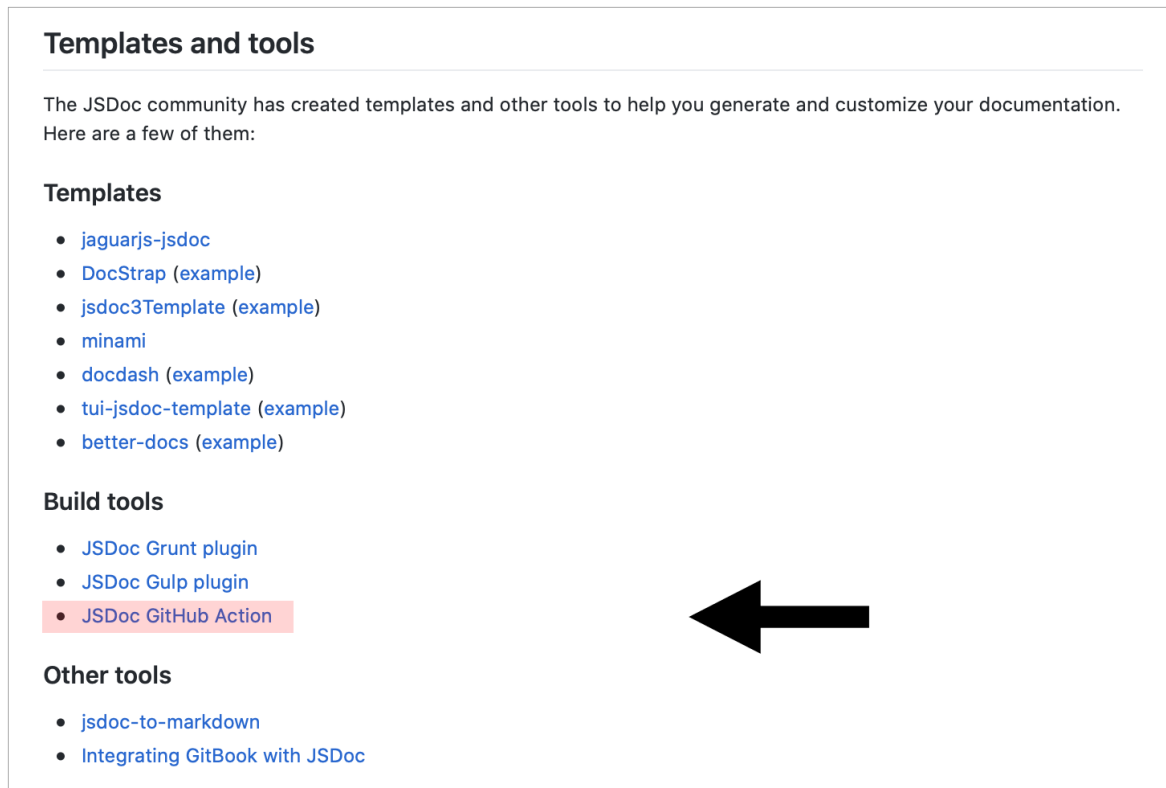 Templates and tools
The JSDoc community has created templates and other tools to help you generate and customize your documentation.
Here are a few of them:
Templates
jaguarjs-jsdoc
DocStrap (example)
jsdoc3Template (example)
minami
docdash (example)
tui-jsdoc-template (example)
better-docs (example)
Build tools
JSDoc Grunt plugin
JSDoc Gulp plugin
JSDoc GitHub Action
Other tools
jsdoc-to-markdown
Integrating GitBook with JSDoc